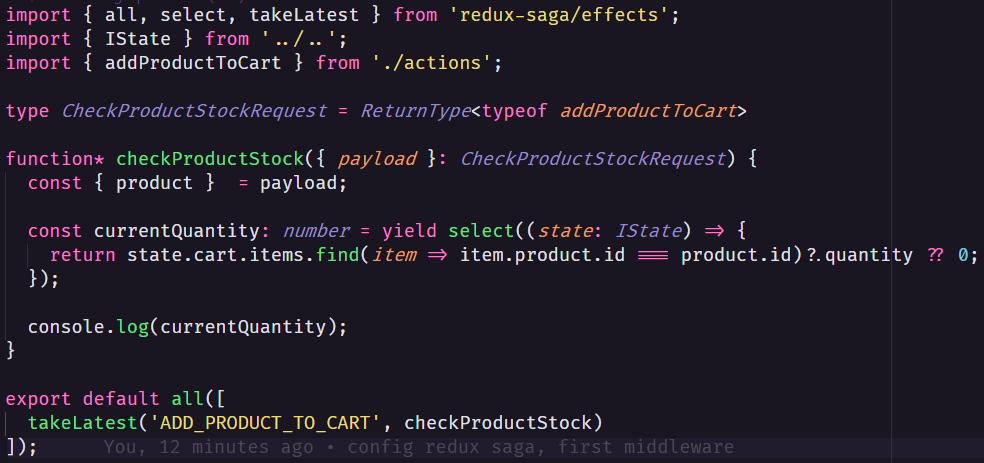 import { all, select, takeLatest } from 'redux-saga/effects';
import { IState } from '../..';
import { addProductToCart } from './actions';

type CheckProductStockRequest = ReturnType<typeof addProductToCart>

function* checkProductStock({ payload }: CheckProductStockRequest) {
  const { product }  = payload;

  const currentQuantity: number = yield select((state: IState) => {
    return state.cart.items.find(item => item.product.id === product.id)?.quantity ?? 0;
  });

  console.log(currentQuantity);
}

export default all([
  takeLatest('ADD_PRODUCT_TO_CART', checkProductStock)
]);      You, 12 minutes ago • config redux saga, first middleware